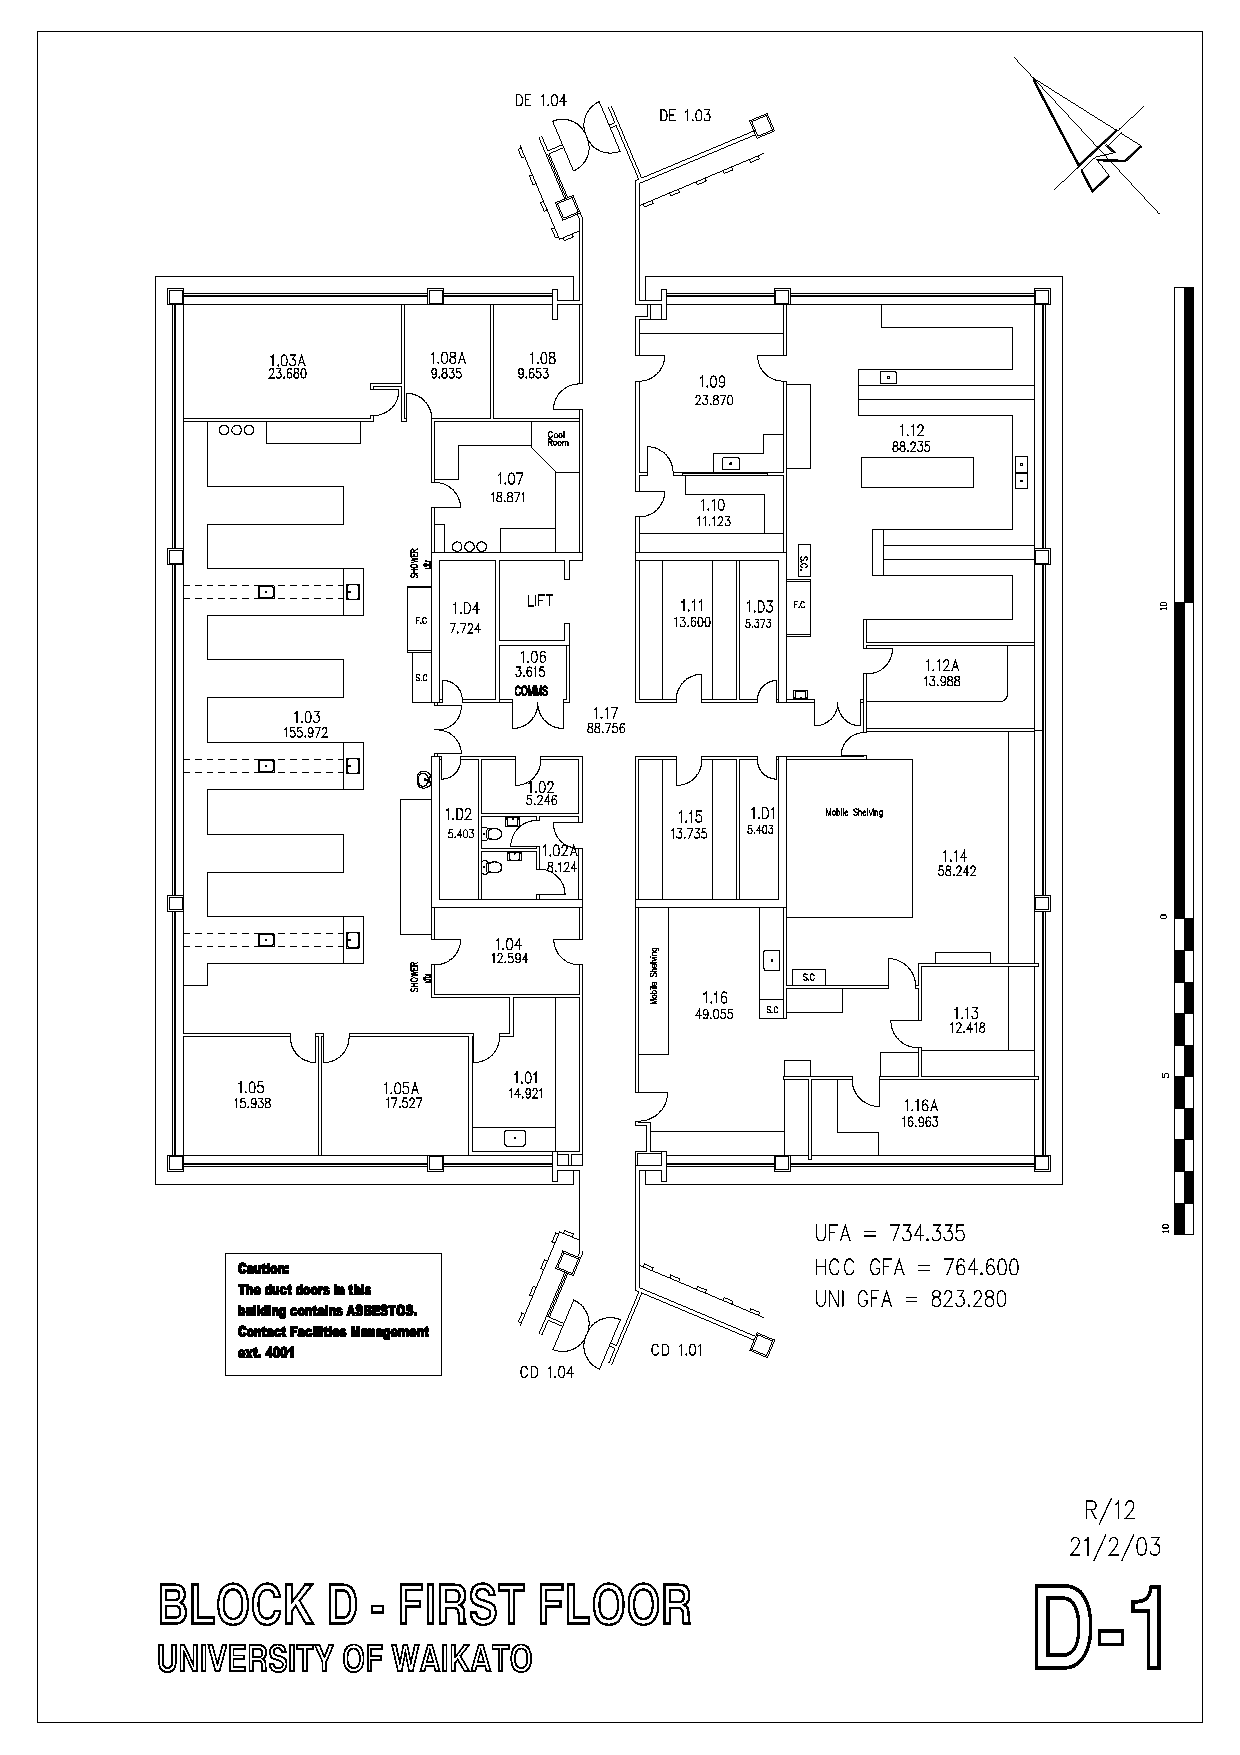 DE 1.04
DE 1.03
1.03A
23.680
1.08A
9.835
1.08
9.653
1.09
23.870
1.12
88.235
Cool
Room
1.07
18.871
1.10
11.123
SHOWER
S.C.
LIFT
1.D4
7.724
F.C
1.11
13.600
1.D3
5.373
F.C
10
1.06
3.615
COMMS
S.C
1.12A
13.988
1.03
155.972
1.17
88.756
1.02
5.246
1.D2
5.403
1.15
13.735
1.D1
5.403
Mobile Shelving
1.02A
8.124
1.14
58.242
0
1.04
12.594
SHOWER
Mobile Shelving
S.C
1.16
49.055
S.C
1.13
12.418
5
1.05
15.938
1.05A
17.527
1.01
14.921
1.16A
16.963
10
UFA = 734.335
HCC GFA = 764.600
UNI GFA = 823.280
Caution:
The duct doors in this
building contains ASBESTOS.
Contact Facilities Management
ext. 4001
CD 1.01
CD 1.04
R/12
21/2/03
BLOCK D - FIRST FLOOR
UNIVERSITY OF WAIKATO
D-1